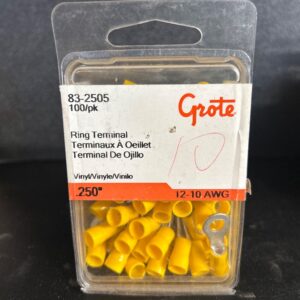 83-2505
100/pk
Grote
Ring Terminal
Terminaux À Oeillet
Terminal De Ojillo
10
Vinyl/Vinyle/Vinilo
.250" 12-10 AWG